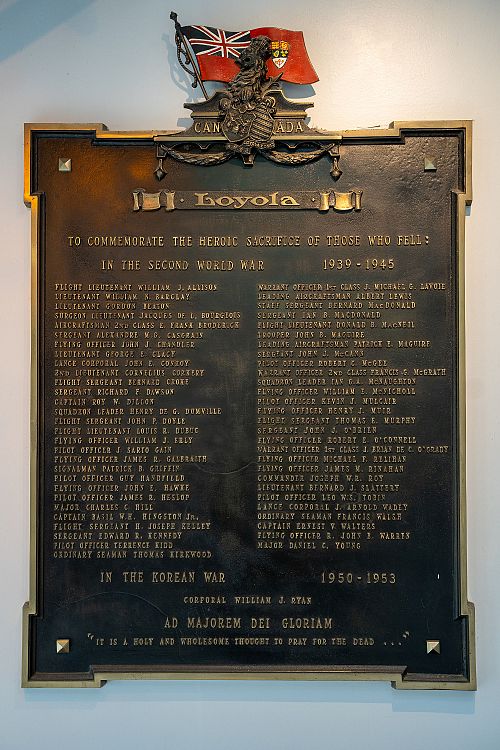 CANADA
Loyola
TO COMMEMORATE THE HEROIC SACRIFICE OF THOSE WHO FELL:
IN THE SECOND WORLD WAR 1939-1945
FLIGHT LIEUTENANT WILLIAM J. ALLISON
LIEUTENANT WILLIAM N. BARCLAY
LIEUTENANT GORDON BEATON
SURGEON LIEUTENANT JACQUES DE L. BOURGEOIS
AIRCRAFTSMAN 2ND CLASS E. FRANK BRODERICK
SERGEANT ALEXANDRE M.G. CASGRAIN
FLYING OFFICER JOHN J. CHANDLER
LIEUTENANT GEORGE E. CLACY
LANCE CORPORAL JOHN E. CONROY
2ND LIEUTENANT CORNELIUS CORKERY
FLIGHT SERGEANT BERNARD CROKE
SERGEANT RICHARD F. DAWSON
CAPTAIN ROY W. DILLON
SQUADRON LEADER HENRY DE G. DOMVILLE
FLIGHT SERGEANT JOHN P. DOYLE
FLIGHT LIEUTENANT LOUIS R. DUBUC
FLYING OFFICER WILLIAM J. ERLY
PILOT OFFICER J. SARTO GAIN
FLYING OFFICER JAMES R. GALBRAITH
SIGNALMAN PATRICK B. GRIFFIN
PILOT OFFICER GUY HANDFIELD
FLYING OFFICER JOHN E. HAWKE
PILOT OFFICER JAMES R. HESLOP
MAJOR CHARLES C. HILL
CAPTAIN BASIL W.H. HINGSTON JR.
FLIGHT SERGEANT H. JOSEPH KELLEY
SERGEANT EDWARD R. KENNEDY
PILOT OFFICER TERRENCE KIDD
ORDINARY SEAMAN THOMAS KIRKWOOD
WARRANT OFFICER 1ST CLASS J. MICHAEL G. LAVOIE
LEADING AIRCRAFTSMAN ALBERT LEWIS
STAFF SERGEANT BERNARD MACDONALD
SERGEANT IAN B. MACDONALD
FLIGHT LIEUTENANT DONALD B. MACNEIL
TROOPER JOHN B. MAGUIRE
LEADING AIRCRAFTSMAN PATRICK E. MAGUIRE
SERGEANT JOHN J. MCCANN
PILOT OFFICER ROBERT C. MCGEE
WARRANT OFFICER 2ND CLASS FRANCIS G. MCGRATH
SQUADRON LEADER IAN G.A. MCNAUGHTON
FLYING OFFICER WILLIAM E. MCNICHOLL
PILOT OFFICER KEVIN J. MULCAIR
FLYING OFFICER HENRY J. MUIR
FLIGHT SERGEANT THOMAS E. MURPHY
SERGEANT JOHN J. O'BRIEN
FLYING OFFICER ROBERT E. O'CONNELL
WARRANT OFFICER 1ST CLASS J. BRIAN DE C. O'GRADY
FLYING OFFICER MICHAEL F. RELIHAN
FLYING OFFICER JAMES M. RINAHAN
COMMANDER JOSEPH W.R. ROY
LIEUTENANT BERNARD J. SLATTERY
PILOT OFFICER LEO W.S. TOBIN
LANCE CORPORAL J. ARNOLD WADEY
ORDINARY SEAMAN FRANCIS WALSH
CAPTAIN ERNEST V. WALTERS
FLYING OFFICER R. JOHN E. WARREN
MAJOR DANIEL C. YOUNG
IN THE KOREAN WAR 1950-1953
CORPORAL WILLIAM J. RYAN
AD MAJOREM DEI GLORIAM
"IT IS A HOLY AND WHOLESOME THOUGHT TO PRAY FOR THE DEAD ..."